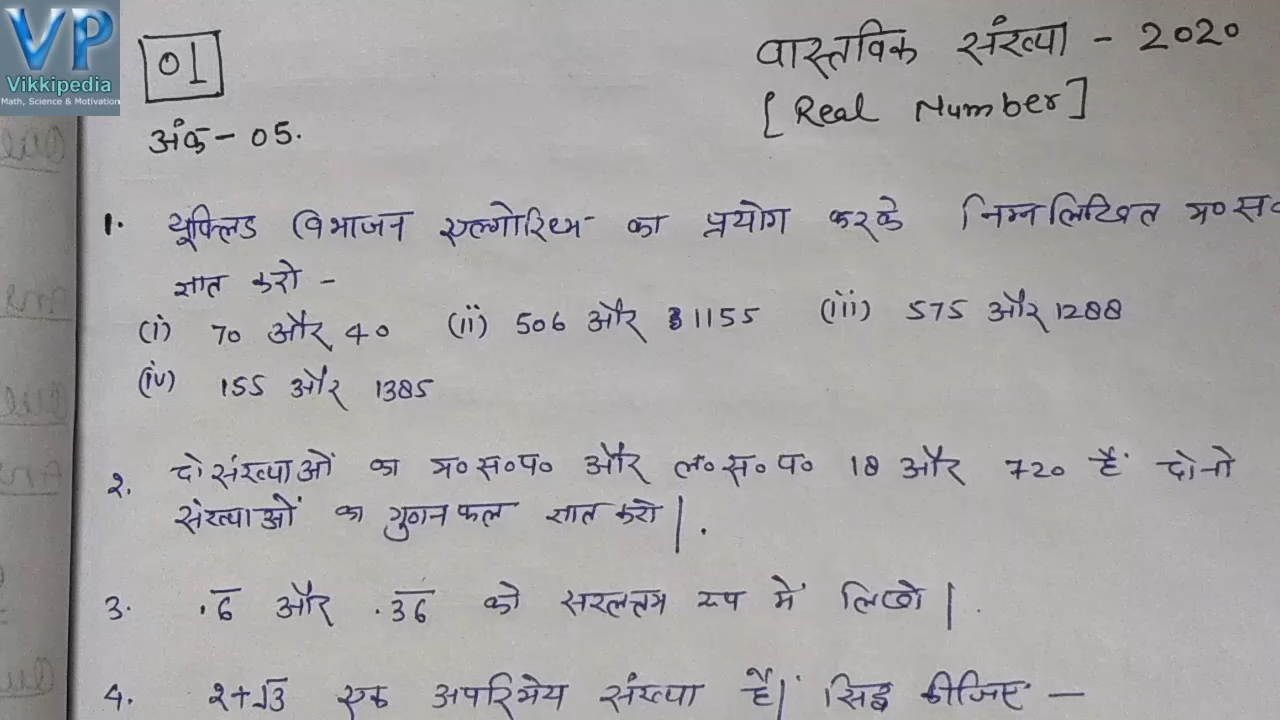 VP
Vikkipedia
Math, Science & Motivation
01
वास्तविक संख्या - 2020
[Real Number]
अंक - 05.
1. यूक्लिड विभाजन एल्गोरिथ्म का प्रयोग करके निम्नलिखित म०स०
ज्ञात करो -
(i) 70 और 40 (ii) 506 और 1155 (iii) 575 और 1288
(iv) 155 और 1385
2. दो संख्याओं का म०स०प० और ल०स०प० 18 और 720 हैं दोनो
संख्याओं का गुणनफल ज्ञात करो|.
3. .6̅ और .3̅6̅ को सरलतम रूप में लिखो|.
4. 2+√3 एक अपरिमेय संख्या है| सिद्ध कीजिए -